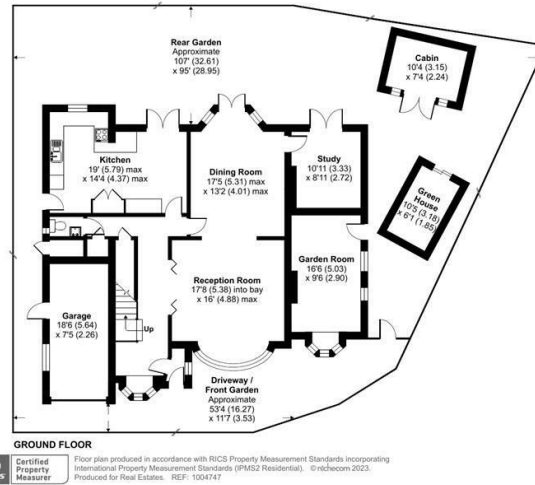 Rear Garden
Approximate
107' (32.61)
x 95' (28.95)
Cabin
10'4 (3.15)
x 7'4 (2.24)
Kitchen
19' (5.79) max
x 14'4 (4.37) max
Dining Room
17'5 (5.31) max
x 13'2 (4.01) max
Study
10'11 (3.33)
x 8'11 (2.72)
Green
House
10'5 (3.18)
x 6'1 (1.85)
Garden Room
16'6 (5.03)
x 9'6 (2.90)
Reception Room
17'8 (5.38) into bay
x 16' (4.88) max
Garage
18'6 (5.64)
x 7'5 (2.26)
Up
Driveway /
Front Garden
Approximate
53'4 (16.27)
x 11'7 (3.53)
GROUND FLOOR
Certified
Property
Measurer
Floor plan produced in accordance with RICS Property Measurement Standards incorporating
International Property Measurement Standards (IPMS2 Residential). © nichecom 2023.
Produced for Real Estates. REF: 1004747